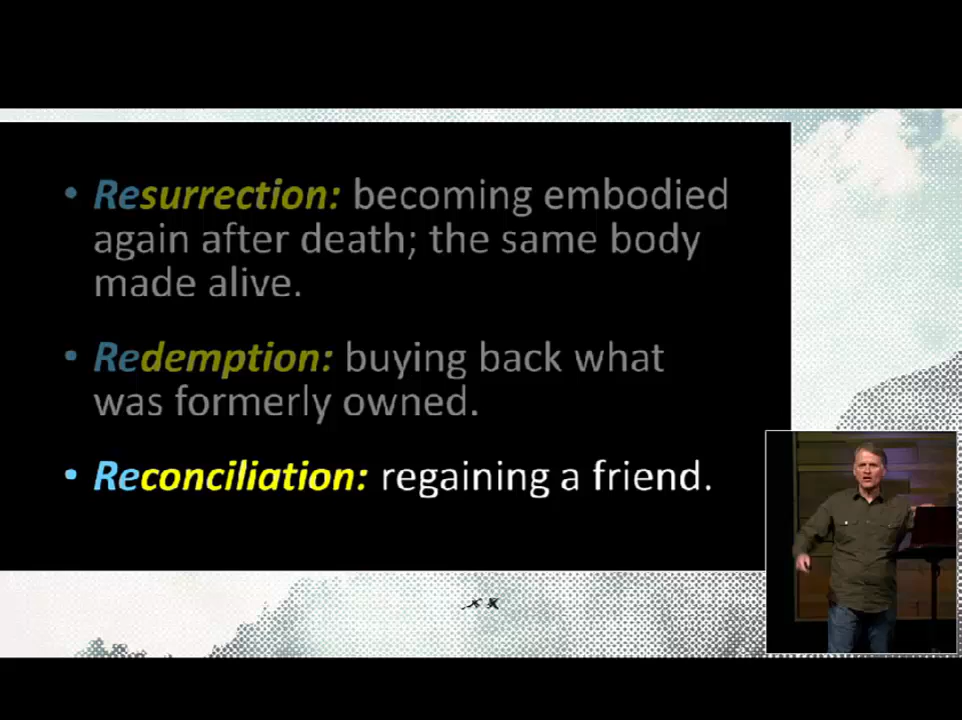 • Resurrection: becoming embodied
again after death; the same body
made alive.
• Redemption: buying back what
was formerly owned.
• Reconciliation: regaining a friend.